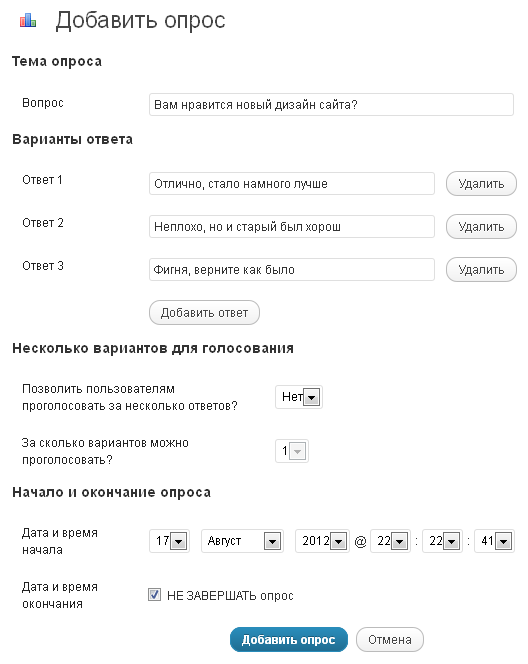 Добавить опрос
Тема опроса
Вопрос Вам нравится новый дизайн сайта?
Варианты ответа
Ответ 1 Отлично, стало намного лучше Удалить
Ответ 2 Неплохо, но и старый был хорош Удалить
Ответ 3 Фигня, верните как было Удалить
Добавить ответ
Несколько вариантов для голосования
Позволить пользователям
проголосовать за несколько ответов? Нет
За сколько вариантов можно
проголосовать? 1
Начало и окончание опроса
Дата и время
начала 17 Август 2012 @ 22 : 22 : 41
Дата и время
окончания НЕ ЗАВЕРШАТЬ опрос
Добавить опрос Отмена